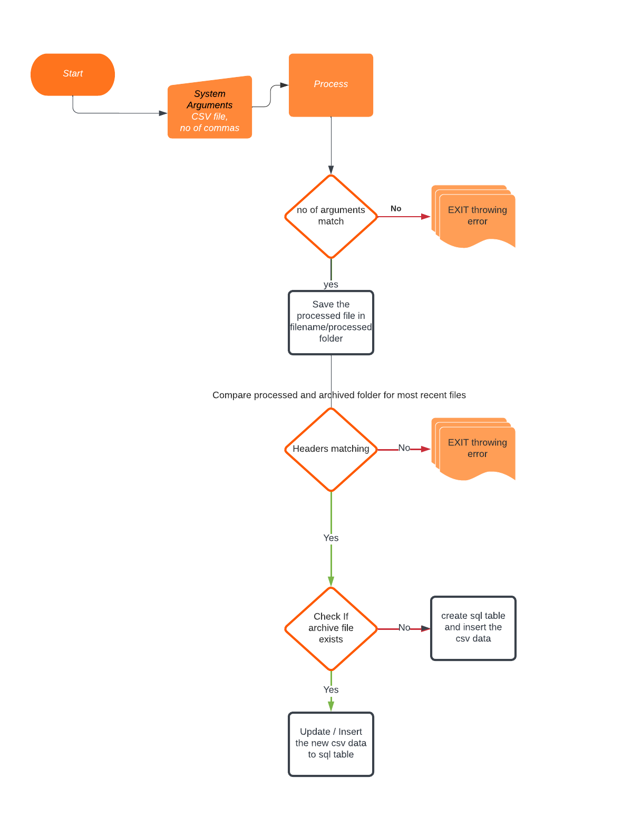 Start
System
Arguments
CSV file,
no of commas
Process
no of arguments
match
No
EXIT throwing
error
yes
Save the
processed file in
filename/processed
folder
Compare processed and archived folder for most recent files
Headers matching
No
EXIT throwing
error
Yes
Check If
archive file
exists
No
create sql table
and insert the
csv data
Yes
Update / Insert
the new csv data
to sql table